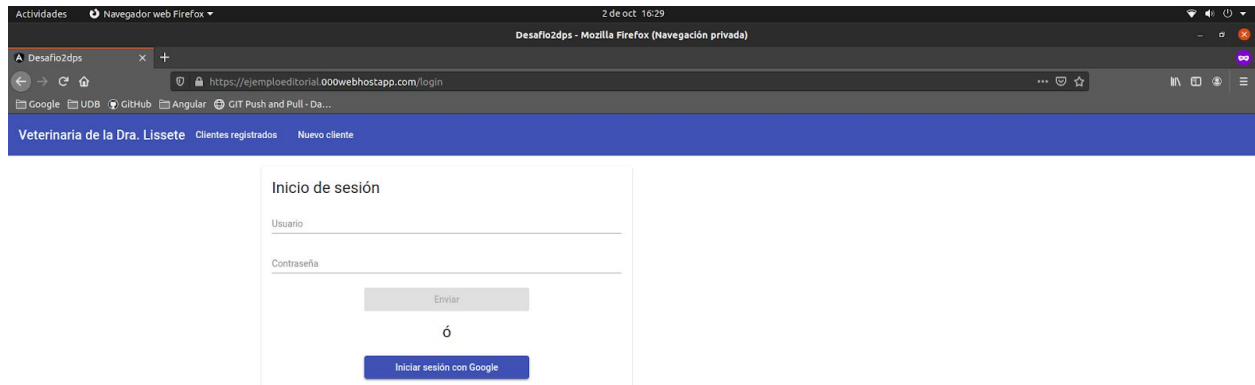 Actividades Navegador web Firefox 2 de oct 16:29
Desafio2dps - Mozilla Firefox (Navegación privada)
Desafio2dps
https://ejemploeditorial.000webhostapp.com/login
Google UDB GitHub Angular GIT Push and Pull - Da...
Veterinaria de la Dra. Lissete Clientes registrados Nuevo cliente
Inicio de sesión
Usuario
Contraseña
Enviar
ó
Iniciar sesión con Google